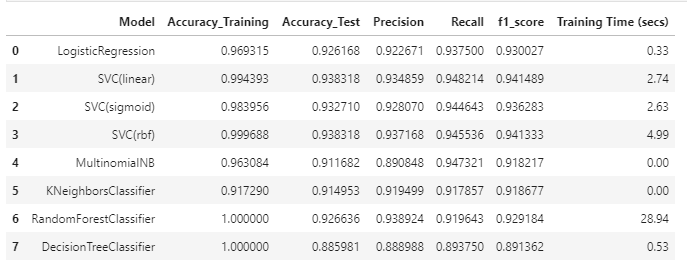 Model Accuracy_Training Accuracy_Test Precision Recall f1_score Training Time (secs)
0 LogisticRegression 0.969315 0.926168 0.922671 0.937500 0.930027 0.33
1 SVC(linear) 0.994393 0.938318 0.934859 0.948214 0.941489 2.74
2 SVC(sigmoid) 0.983956 0.932710 0.928070 0.944643 0.936283 2.63
3 SVC(rbf) 0.999688 0.938318 0.937168 0.945536 0.941333 4.99
4 MultinomialNB 0.963084 0.911682 0.890848 0.947321 0.918217 0.00
5 KNeighborsClassifier 0.917290 0.914953 0.919499 0.917857 0.918677 0.00
6 RandomForestClassifier 1.000000 0.926636 0.938924 0.919643 0.929184 28.94
7 DecisionTreeClassifier 1.000000 0.885981 0.888988 0.893750 0.891362 0.53